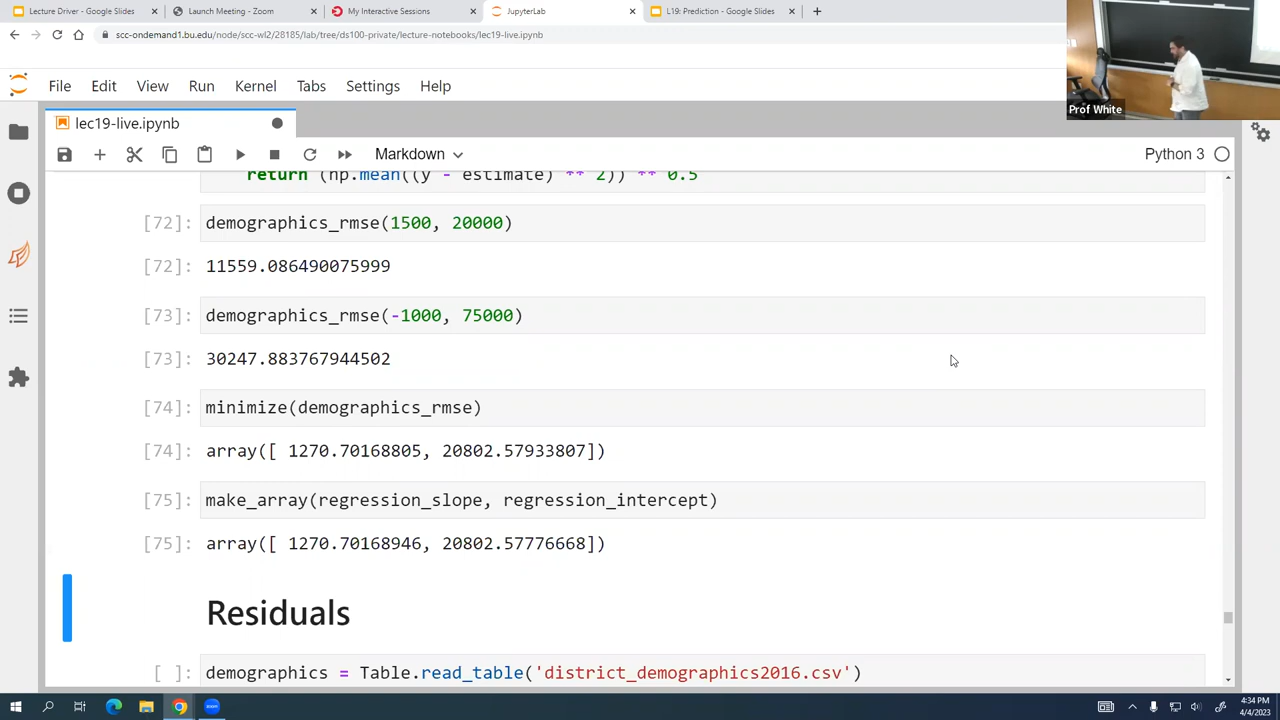 Lecture Driver - Google Slides
Launch Meeting - Zoom
My Interactive Sessions
JupyterLab
L19: Prediction - Google Slides
scc-ondemand1.bu.edu/node/scc-wl2/28185/lab/tree/ds100-private/lecture-notebooks/lec19-live.ipynb
Prof White
File Edit View Run Kernel Tabs Settings Help
lec19-live.ipynb
Markdown
Python 3
return (np.mean((y - estimate) ** 2)) ** 0.5
[72]: demographics_rmse(1500, 20000)
[72]: 11559.086490075999
[73]: demographics_rmse(-1000, 75000)
[73]: 30247.883767944502
[74]: minimize(demographics_rmse)
[74]: array([ 1270.70168805, 20802.57933807])
[75]: make_array(regression_slope, regression_intercept)
[75]: array([ 1270.70168946, 20802.57776668])
Residuals
[ ]: demographics = Table.read_table('district_demographics2016.csv')
zoom
4:34 PM
4/4/2023